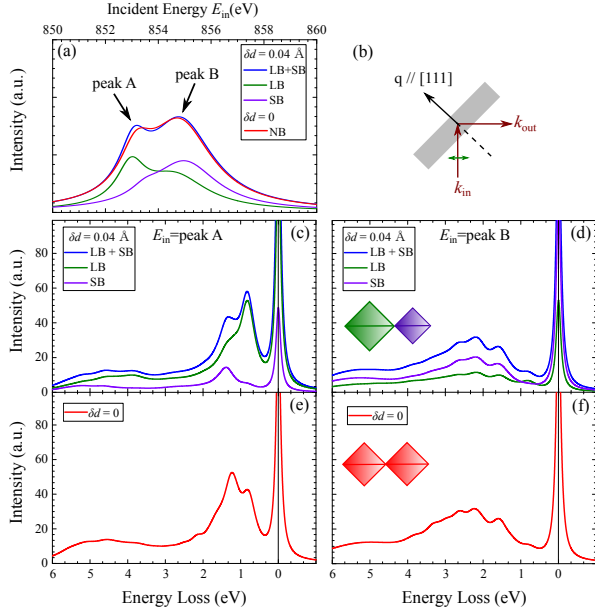 Incident Energy E_in(eV)
850 852 854 856 858 860
(a)
peak A
peak B
δd = 0.04 Å
LB+SB
LB
SB
δd = 0
NB
Intensity (a.u.)
(b)
q // [111]
k_out
k_in
(c)
δd = 0.04 Å
LB + SB
LB
SB
E_in=peak A
80
40
0
Intensity (a.u.)
E_in=peak B
(d)
δd = 0.04 Å
LB + SB
LB
SB
(e)
δd = 0
80
40
0
Intensity (a.u.)
6 5 4 3 2 1 0
Energy Loss (eV)
(f)
δd = 0
6 5 4 3 2 1 0
Energy Loss (eV)